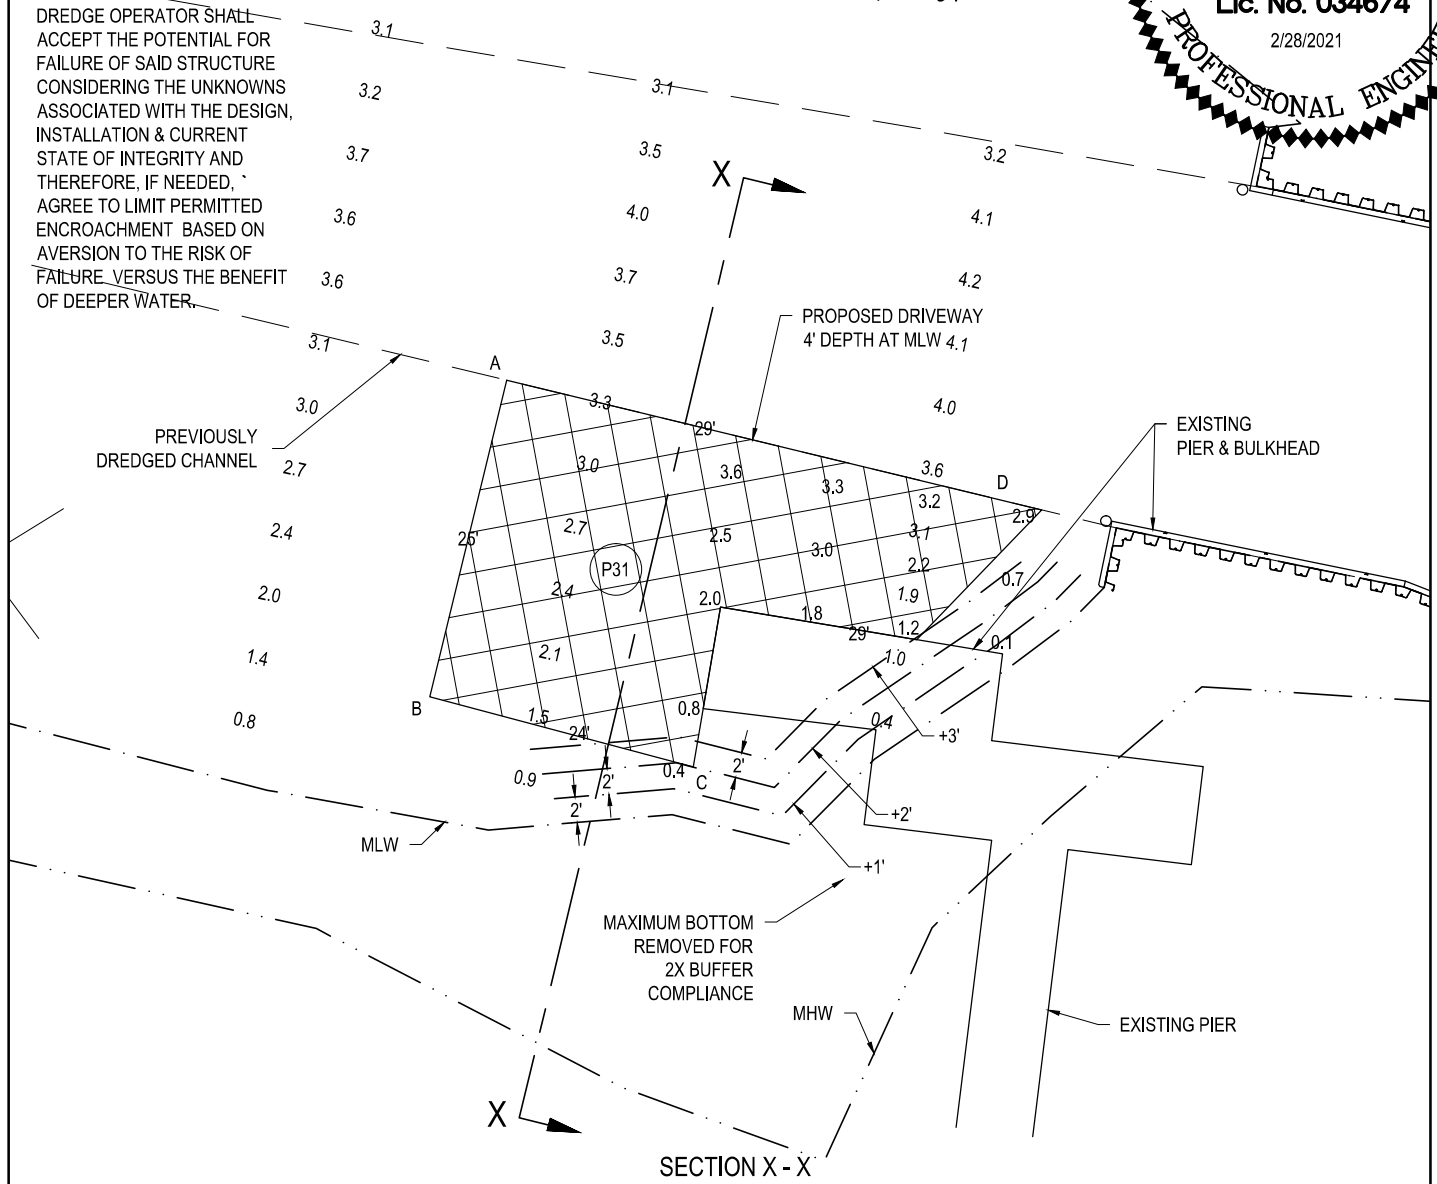 DREDGE OPERATOR SHALL
ACCEPT THE POTENTIAL FOR
FAILURE OF SAID STRUCTURE
CONSIDERING THE UNKNOWNS
ASSOCIATED WITH THE DESIGN,
INSTALLATION & CURRENT
STATE OF INTEGRITY AND
THEREFORE, IF NEEDED, `
AGREE TO LIMIT PERMITTED
ENCROACHMENT BASED ON
AVERSION TO THE RISK OF
FAILURE VERSUS THE BENEFIT
OF DEEPER WATER.
Lic. No. 034674
2/28/2021
PROFESSIONAL
3.1
3.1
3.2
3.2
3.5
3.7
4.0
4.1
3.6
3.7
4.2
3.6
3.5
3.1
3.0
2.7
2.4
2.0
1.4
0.8
X
PROPOSED DRIVEWAY
4' DEPTH AT MLW 4.1
4.0
PREVIOUSLY
DREDGED CHANNEL
EXISTING
PIER & BULKHEAD
A
3.3
29'
3.0
3.6
3.6
D
3.3
3.2
2.9
25'
2.7
2.5
3.0
3.1
P31
2.2
0.7
2.4
2.0
1.8
1.9
29'
1.2
0.1
2.1
1.0
B
1.5
24'
0.8
0.4
+3'
0.9
2'
0.4
C
2'
2'
+2'
MLW
+1'
MAXIMUM BOTTOM
REMOVED FOR
2X BUFFER
COMPLIANCE
MHW
EXISTING PIER
X
SECTION X - X